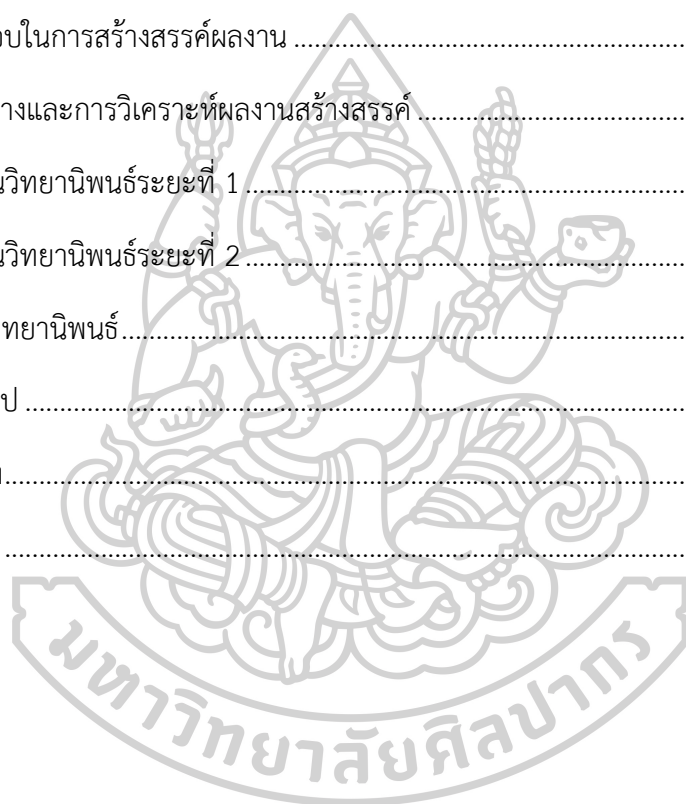 อบในการสร้างสรรค์ผลงาน
างและการวิเคราะห์ผลงานสร้างสรรค์
นวิทยานิพนธ์ระยะที่ 1
นวิทยานิพนธ์ระยะที่ 2
ิทยานิพนธ์
ป
มหาวิทยาลัยศิลปากร